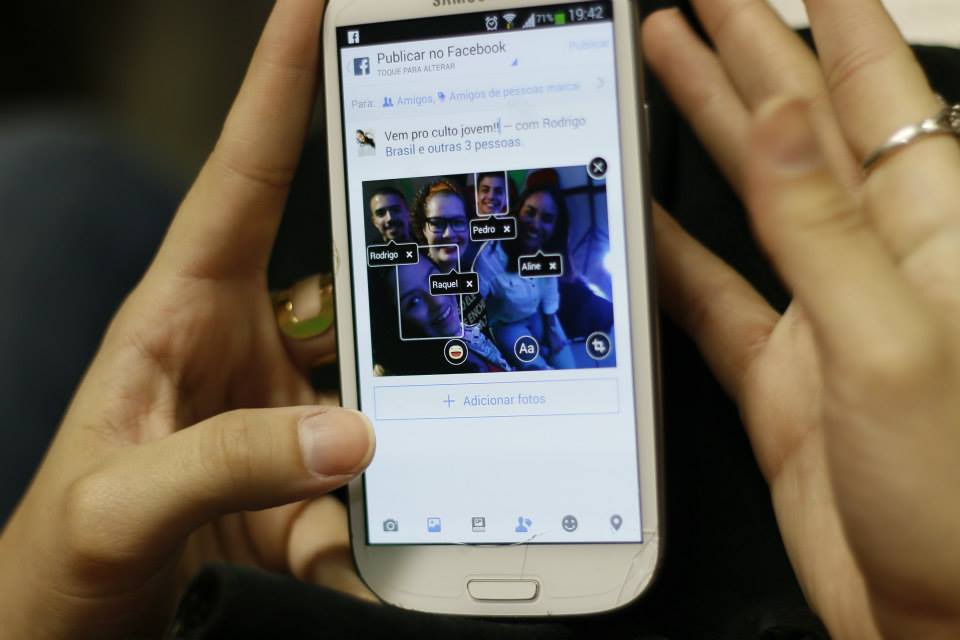 SAMSUNG
71% 19:42
Publicar no Facebook
Publicar
TOQUE PARA ALTERAR
Para: Amigos, Amigos de pessoas marca
Vem pro culto jovem!! — com Rodrigo
Brasil e outras 3 pessoas.
Pedro ×
Rodrigo ×
Aline ×
Raquel ×
Aa
+ Adicionar fotos